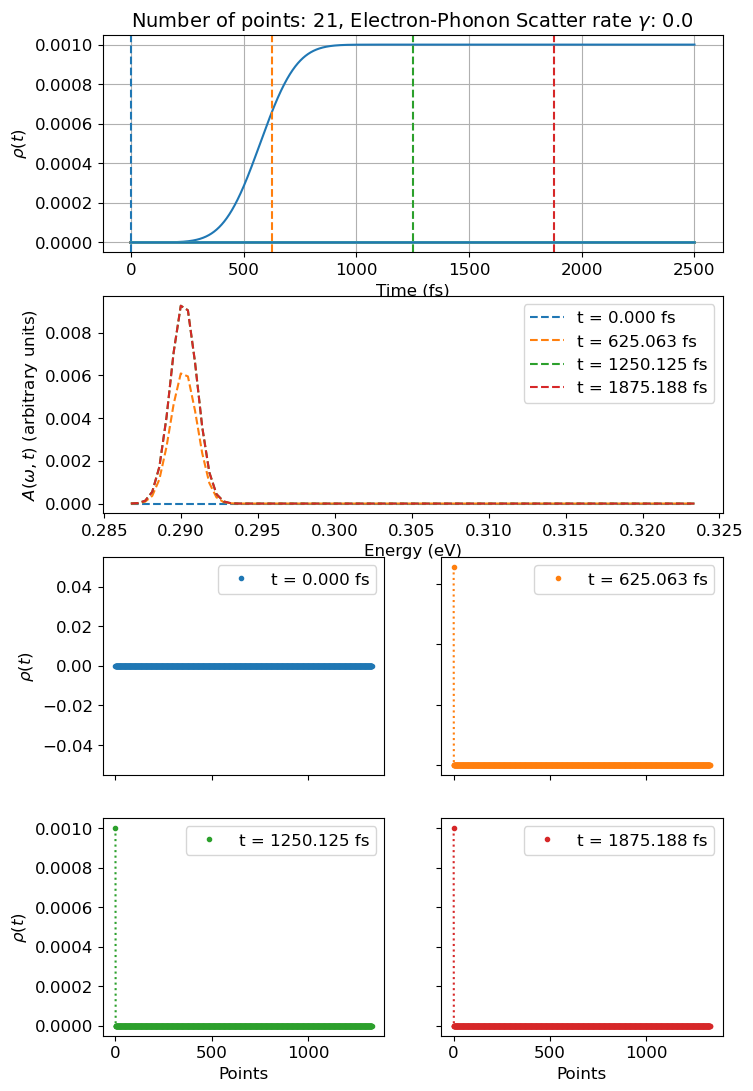 Number of points: 21, Electron-Phonon Scatter rate γ: 0.0
0.0010
0.0008
0.0006
0.0004
0.0002
0.0000
ρ(t)
0 500 1000 1500 2000 2500
Time (fs)
0.008
0.006
0.004
0.002
0.000
A(ω, t) (arbitrary units)
t = 0.000 fs
t = 625.063 fs
t = 1250.125 fs
t = 1875.188 fs
0.285 0.290 0.295 0.300 0.305 0.310 0.315 0.320 0.325
Energy (eV)
0.04
0.02
0.00
−0.02
−0.04
ρ(t)
t = 0.000 fs
t = 625.063 fs
0.0010
0.0008
0.0006
0.0004
0.0002
0.0000
ρ(t)
t = 1250.125 fs
0 500 1000
Points
t = 1875.188 fs
0 500 1000
Points